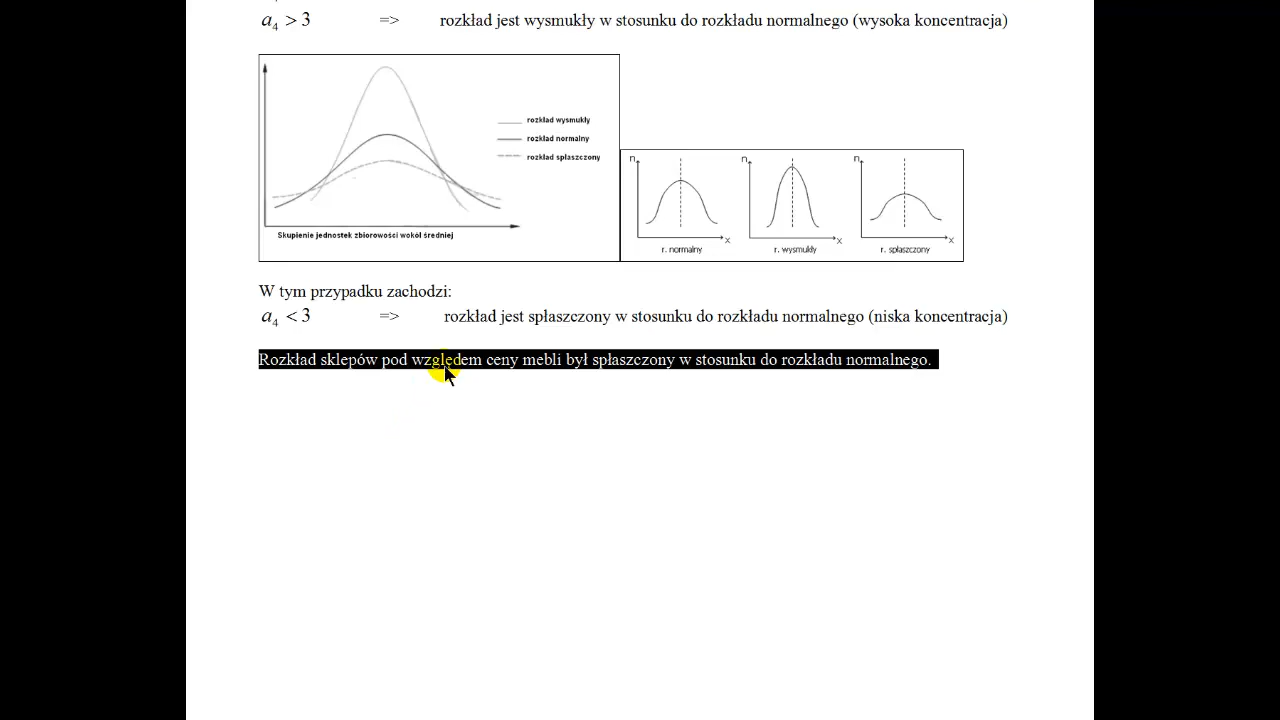 a₄ > 3 => rozkład jest wysmukły w stosunku do rozkładu normalnego (wysoka koncentracja)
rozkład wysmukły
rozkład normalny
rozkład spłaszczony
Skupienie jednostek zbiorowości wokół średniej
n n n
x x x
r. normalny r. wysmukły r. spłaszczony
W tym przypadku zachodzi:
a₄ < 3 => rozkład jest spłaszczony w stosunku do rozkładu normalnego (niska koncentracja)
Rozkład sklepów pod względem ceny mebli był spłaszczony w stosunku do rozkładu normalnego.